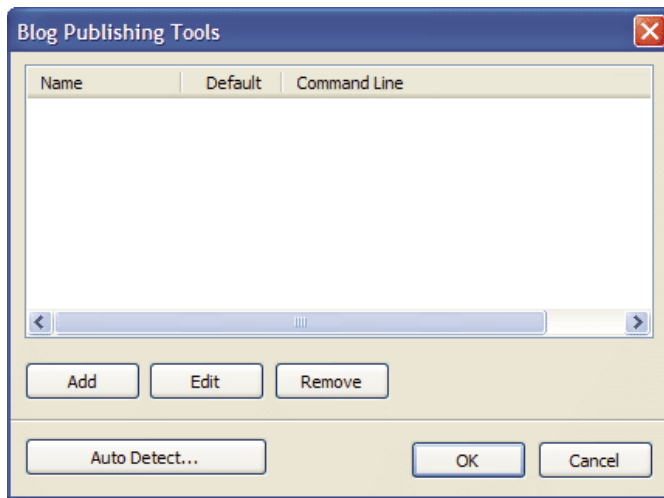 Blog Publishing Tools
Name Default Command Line
Add Edit Remove
Auto Detect... OK Cancel